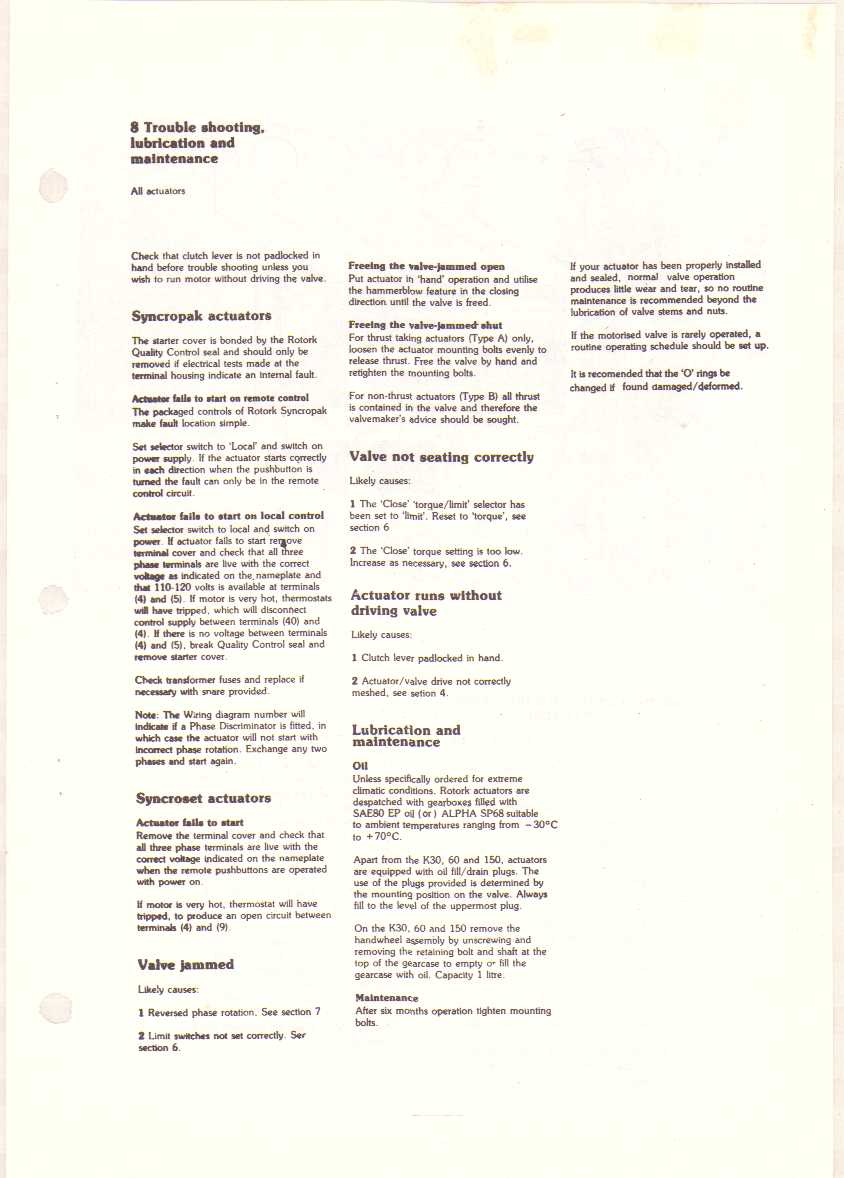 8 Trouble shooting,
lubrication and
maintenance
All actuators
Check that clutch lever is not padlocked in
hand before trouble shooting unless you
wish to run motor without driving the valve.
Syncropak actuators
The starter cover is bonded by the Rotork
Quality Control seal and should only be
removed if electrical tests made at the
terminal housing indicate an internal fault.
Actuator fails to start on remote control
The packaged controls of Rotork Syncropak
make fault location simple.
Set selector switch to 'Local' and switch on
power supply. If the actuator starts correctly
in each direction when the pushbutton is
turned the fault can only be in the remote
control circuit.
Actuator fails to start on local control
Set selector switch to local and switch on
power. If actuator fails to start remove
terminal cover and check that all three
phase terminals are live with the correct
voltage as indicated on the nameplate and
that 110-120 volts is available at terminals
(4) and (5). If motor is very hot, thermostats
will have tripped, which will disconnect
control supply between terminals (40) and
(4). If there is no voltage between terminals
(4) and (5), break Quality Control seal and
remove starter cover.
Check transformer fuses and replace if
necessary with snare provided.
Note: The Wiring diagram number will
indicate if a Phase Discriminator is fitted, in
which case the actuator will not start with
incorrect phase rotation. Exchange any two
phases and start again.
Syncroset actuators
Actuator fails to start
Remove the terminal cover and check that
all three phase terminals are live with the
correct voltage indicated on the nameplate
when the remote pushbuttons are operated
with power on.
If motor is very hot, thermostat will have
tripped, to produce an open circuit between
terminals (4) and (9).
Valve jammed
Likely causes:
1 Reversed phase rotation. See section 7
2 Limit switches not set correctly. Ser
section 6.
Freeing the valve-jammed open
Put actuator in 'hand' operation and utilise
the hammerblow feature in the closing
direction until the valve is freed.
Freeing the valve-jammed shut
For thrust taking actuators (Type A) only,
loosen the actuator mounting bolts evenly to
release thrust. Free the valve by hand and
retighten the mounting bolts.
For non-thrust actuators (Type B) all thrust
is contained in the valve and therefore the
valvemaker's advice should be sought.
Valve not seating correctly
Likely causes:
1 The 'Close' 'torque/limit' selector has
been set to 'limit'. Reset to 'torque', see
section 6
2 The 'Close' torque setting is too low.
Increase as necessary, see section 6.
Actuator runs without
driving valve
Likely causes:
1 Clutch lever padlocked in hand.
2 Actuator/valve drive not correctly
meshed, see setion 4.
Lubrication and
maintenance
Oil
Unless specifically ordered for extreme
climatic conditions. Rotork actuators are
despatched with gearboxes filled with
SAE80 EP oil (or) ALPHA SP68 suitable
to ambient temperatures ranging from −30°C
to +70°C.
Apart from the K30, 60 and 150, actuators
are equipped with oil fill/drain plugs. The
use of the plugs provided is determined by
the mounting position on the valve. Always
fill to the level of the uppermost plug.
On the K30, 60 and 150 remove the
handwheel assembly by unscrewing and
removing the retaining bolt and shaft at the
top of the gearcase to empty or fill the
gearcase with oil. Capacity 1 litre.
Maintenance
After six months operation tighten mounting
bolts.
If your actuator has been properly installed
and sealed, normal valve operation
produces little wear and tear, so no routine
maintenance is recommended beyond the
lubrication of valve stems and nuts.
If the motorised valve is rarely operated, a
routine operating schedule should be set up.
It is recomended that the 'O' rings be
changed if found damaged/deformed.